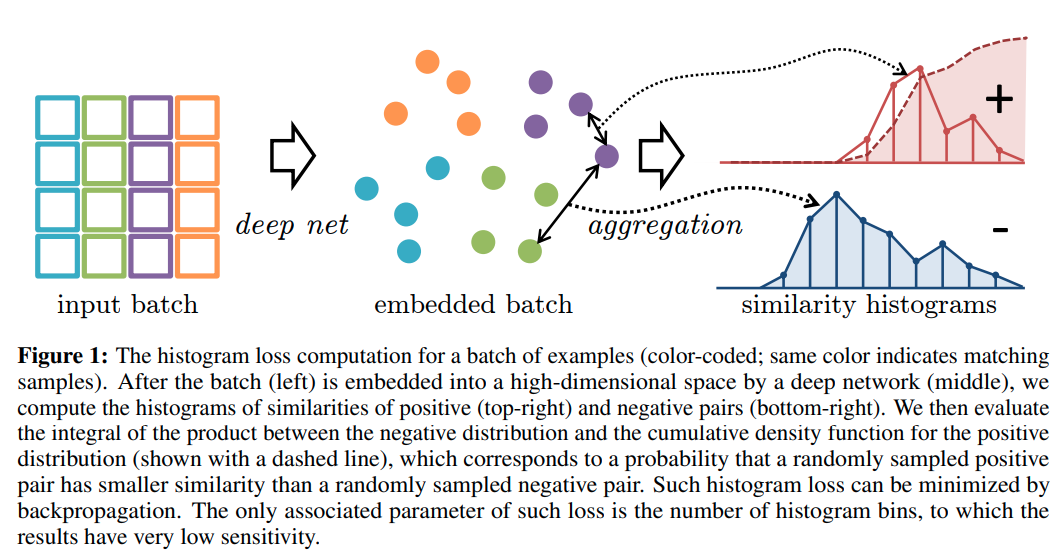 +
-
deep net
aggregation
input batch
embedded batch
similarity histograms
Figure 1: The histogram loss computation for a batch of examples (color-coded; same color indicates matching
samples). After the batch (left) is embedded into a high-dimensional space by a deep network (middle), we
compute the histograms of similarities of positive (top-right) and negative pairs (bottom-right). We then evaluate
the integral of the product between the negative distribution and the cumulative density function for the positive
distribution (shown with a dashed line), which corresponds to a probability that a randomly sampled positive
pair has smaller similarity than a randomly sampled negative pair. Such histogram loss can be minimized by
backpropagation. The only associated parameter of such loss is the number of histogram bins, to which the
results have very low sensitivity.